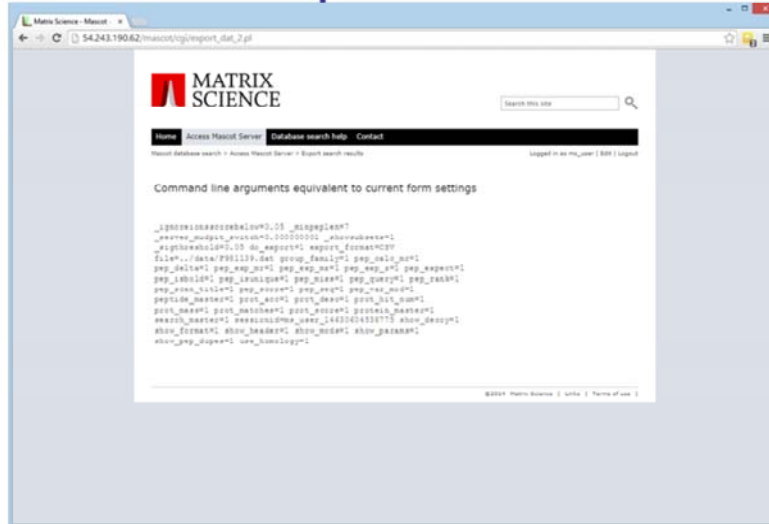 Matrix Science - Mascot -
54.243.190.62/mascot/cgi/export_dat_2.pl
MATRIX
SCIENCE
Search this site
Home Access Mascot Server Database search help Contact
Mascot database search > Access Mascot Server > Export search results
Logged in as ms_user | Edit | Logout
Command line arguments equivalent to current form settings
_ignoreionsscorebelow=0.05 _minpeplen=7
_server_mudpit_switch=0.000000001 _showsubsets=1
_sigthreshold=0.05 do_export=1 export_format=CSV
file=../data/F981139.dat group_family=1 pep_calc_mr=1
pep_delta=1 pep_exp_mr=1 pep_exp_mz=1 pep_exp_z=1 pep_expect=1
pep_isbold=1 pep_isunique=1 pep_miss=1 pep_query=1 pep_rank=1
pep_scan_title=1 pep_score=1 pep_seq=1 pep_var_mod=1
peptide_master=1 prot_acc=1 prot_desc=1 prot_hit_num=1
prot_mass=1 prot_matches=1 prot_score=1 protein_master=1
search_master=1 show_decoy=1
show_format=1 show_header=1 show_mods=1 show_params=1
show_pep_dupes=1 use_homology=1
©2014 Matrix Science | Links | Terms of use |